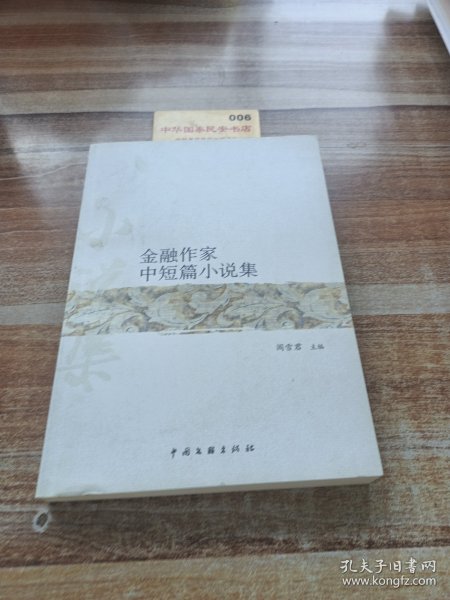 006
中华国泰民安书店
金融作家
中短篇小说集
阎雪君 主编
中国文联出版社
孔夫子旧书网
www.kongfz.com